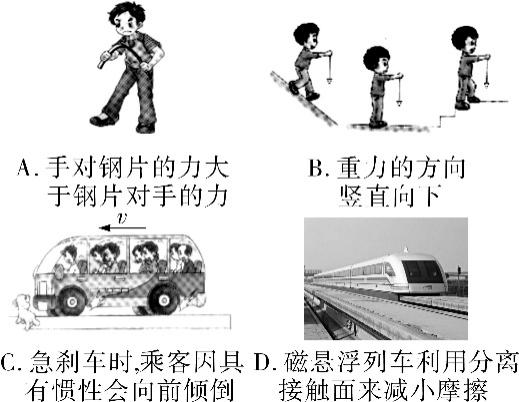 A. 手对钢片的力大
于钢片对手的力
B. 重力的方向
竖直向下
v
C. 急刹车时,乘客因具
有惯性会向前倾倒
D. 磁悬浮列车利用分离
接触面来减小摩擦